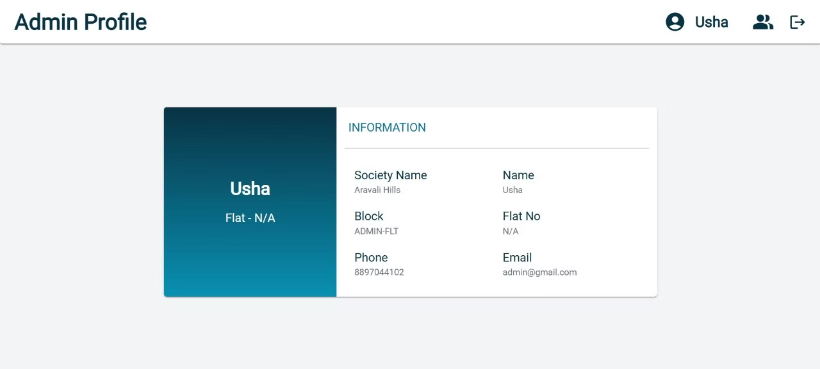 Admin Profile
Usha
Usha
Flat - N/A
INFORMATION
Society Name
Aravali Hills
Name
Usha
Block
ADMIN-FLT
Flat No
N/A
Phone
8897044102
Email
admin@gmail.com